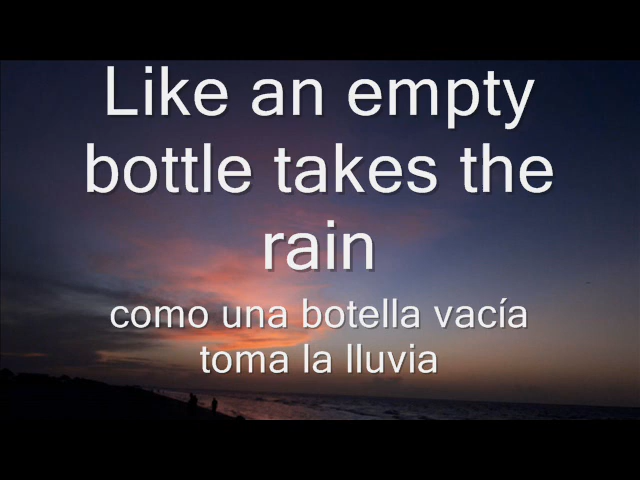 Like an empty
bottle takes the
rain
como una botella vacía
toma la lluvia